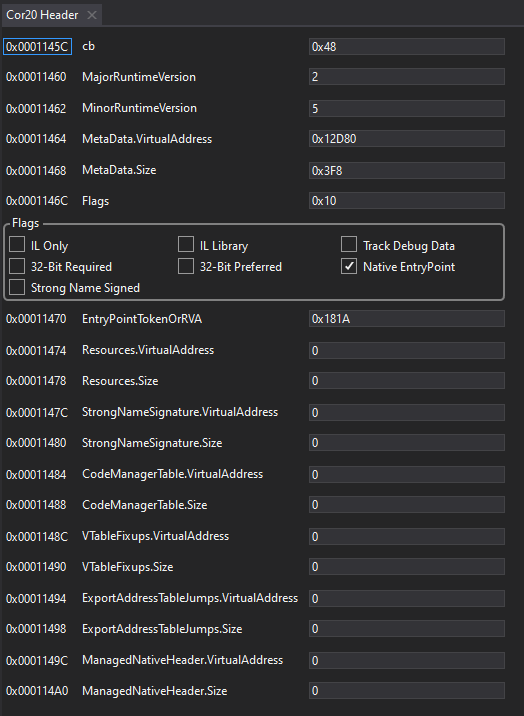 Cor20 Header
0x0001145C cb 0x48
0x00011460 MajorRuntimeVersion 2
0x00011462 MinorRuntimeVersion 5
0x00011464 MetaData.VirtualAddress 0x12D80
0x00011468 MetaData.Size 0x3F8
0x0001146C Flags 0x10
Flags
IL Only IL Library Track Debug Data
32-Bit Required 32-Bit Preferred Native EntryPoint
Strong Name Signed
0x00011470 EntryPointTokenOrRVA 0x181A
0x00011474 Resources.VirtualAddress 0
0x00011478 Resources.Size 0
0x0001147C StrongNameSignature.VirtualAddress 0
0x00011480 StrongNameSignature.Size 0
0x00011484 CodeManagerTable.VirtualAddress 0
0x00011488 CodeManagerTable.Size 0
0x0001148C VTableFixups.VirtualAddress 0
0x00011490 VTableFixups.Size 0
0x00011494 ExportAddressTableJumps.VirtualAddress 0
0x00011498 ExportAddressTableJumps.Size 0
0x0001149C ManagedNativeHeader.VirtualAddress 0
0x000114A0 ManagedNativeHeader.Size 0